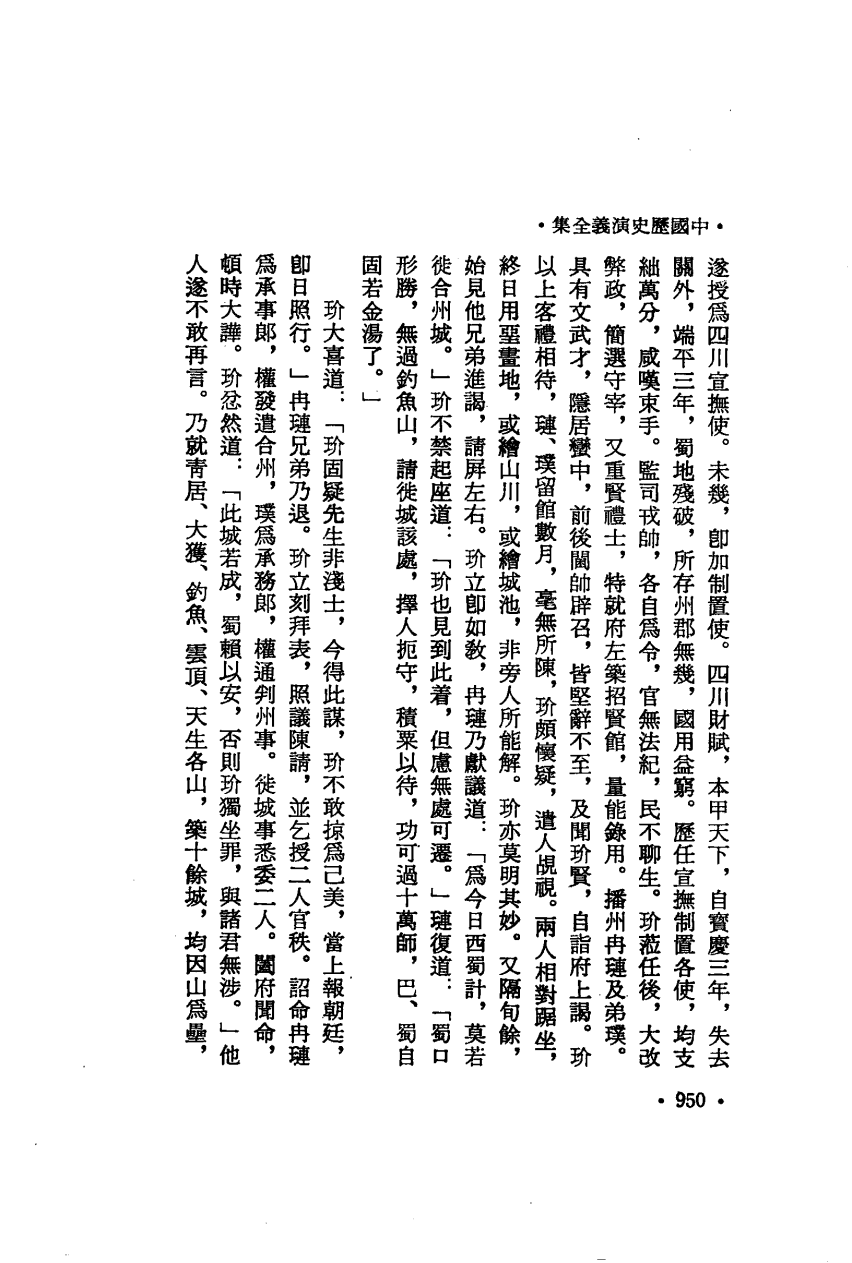 •中國歷史演義全集•
遂授爲四川宣撫使。未幾，卽加制置使。四川財賦，本甲天下，自寶慶三年，失去
關外，端平三年，蜀地殘破，所存州郡無幾，國用益窮。歷任宣撫制置各使，均支
絀萬分，咸嘆束手。監司戎帥，各自爲令，官無法紀，民不聊生。玠蒞任後，大改
弊政，簡選守宰，又重賢禮士，特就府左築招賢館，量能錄用。播州冉璡及弟璞。
具有文武才，隱居蠻中，前後閫帥辟召，皆堅辭不至，及聞玠賢，自詣府上謁。玠
以上客禮相待，璡、璞留館數月，毫無所陳，玠頗懷疑，遣人覘視。兩人相對踞坐，
終日用堊畫地，或繪山川，或繪城池，非旁人所能解。玠亦莫明其妙。又隔旬餘，
始見他兄弟進謁，請屏左右。玠立卽如敎，冉璡乃獻議道：「爲今日西蜀計，莫若
徙合州城。」玠不禁起座道：「玠也見到此着，但慮無處可遷。」璡復道：「蜀口
形勝，無過釣魚山，請徙城該處，擇人扼守，積粟以待，功可過十萬師，巴、蜀自
固若金湯了。」
玠大喜道：「玠固疑先生非淺士，今得此謀，玠不敢掠爲己美，當上報朝廷，
卽日照行。」冉璡兄弟乃退。玠立刻拜表，照議陳請，並乞授二人官秩。詔命冉璡
爲承事郞，權發遣合州，璞爲承務郞，權通判州事。徙城事悉委二人。闔府聞命，
頓時大譁。玠忿然道：「此城若成，蜀賴以安，否則玠獨坐罪，與諸君無涉。」他
人遂不敢再言。乃就靑居、大獲、釣魚、雲頂、天生各山，築十餘城，均因山爲壘，
•950•